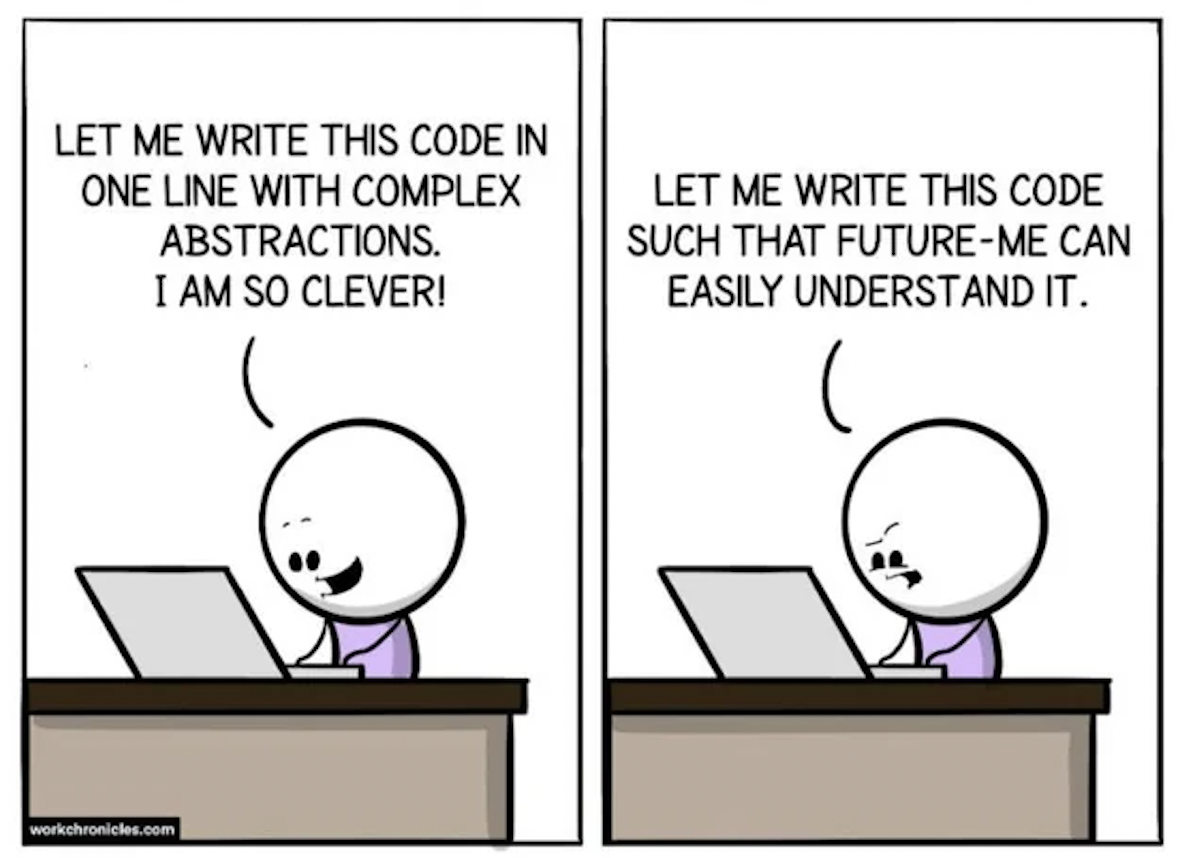 LET ME WRITE THIS CODE IN
ONE LINE WITH COMPLEX
ABSTRACTIONS.
I AM SO CLEVER!
LET ME WRITE THIS CODE
SUCH THAT FUTURE-ME CAN
EASILY UNDERSTAND IT.
workchronicles.com